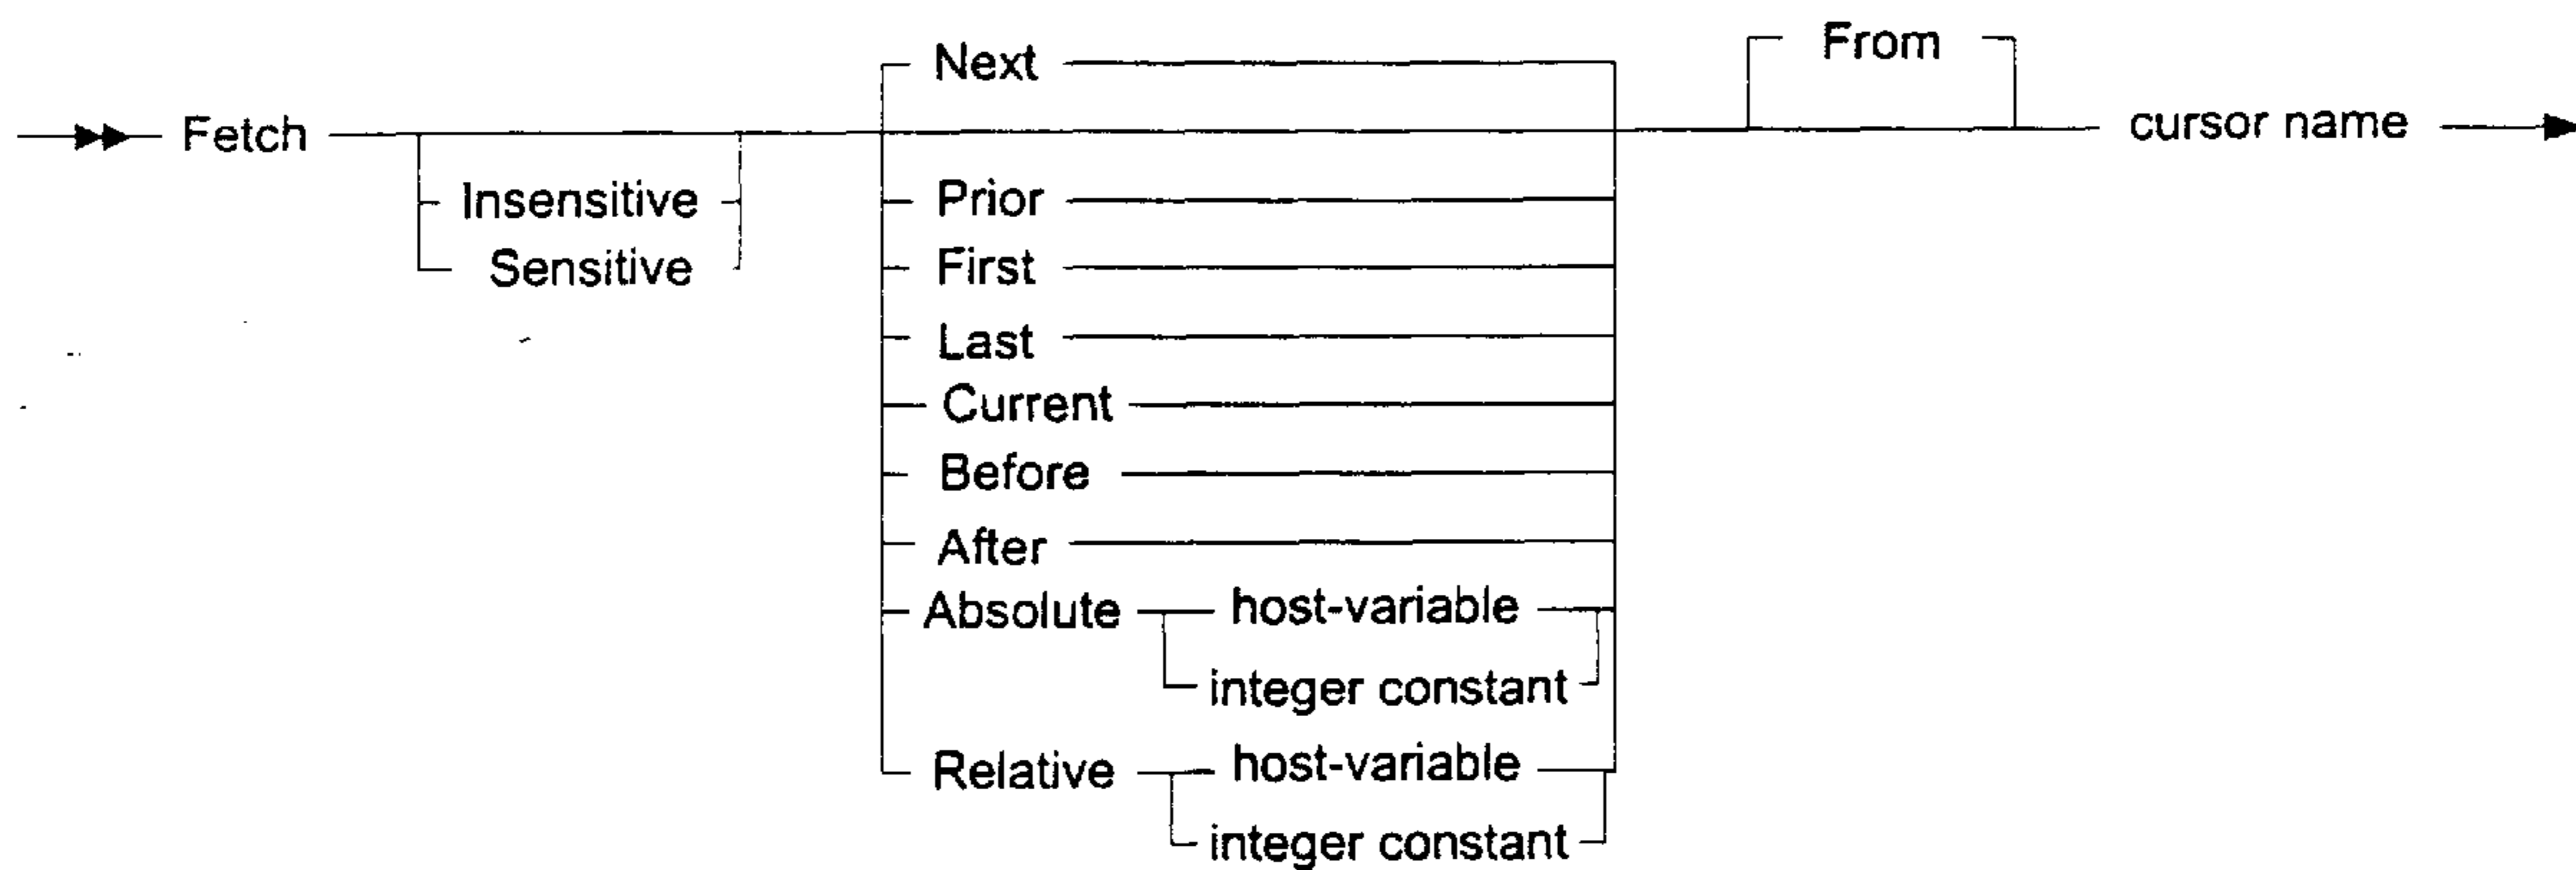 Fetch
Insensitive
Sensitive
Next
Prior
First
Last
Current
Before
After
Absolute host-variable
integer constant
Relative host-variable
integer constant
From
cursor name